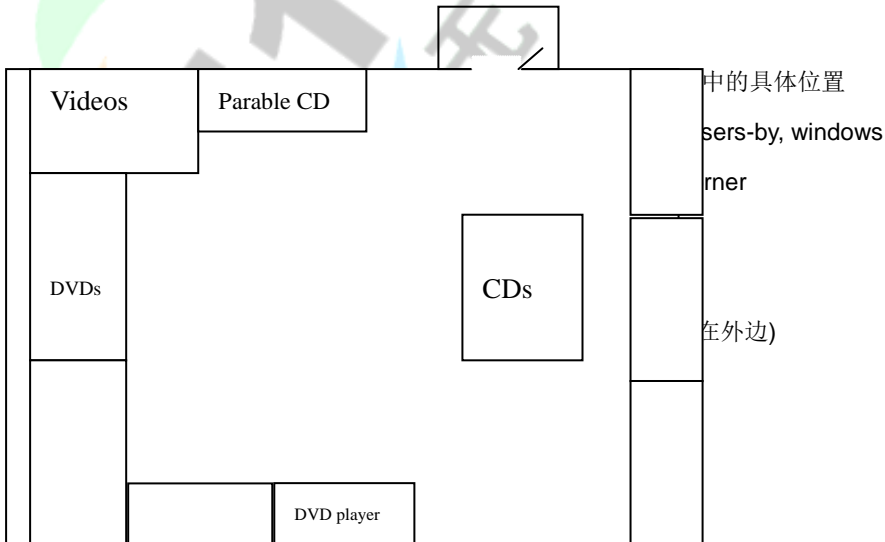 中的具体位置
Videos
Parable CD
sers-by, windows
rner
DVDs
CDs
在外边)
DVD player